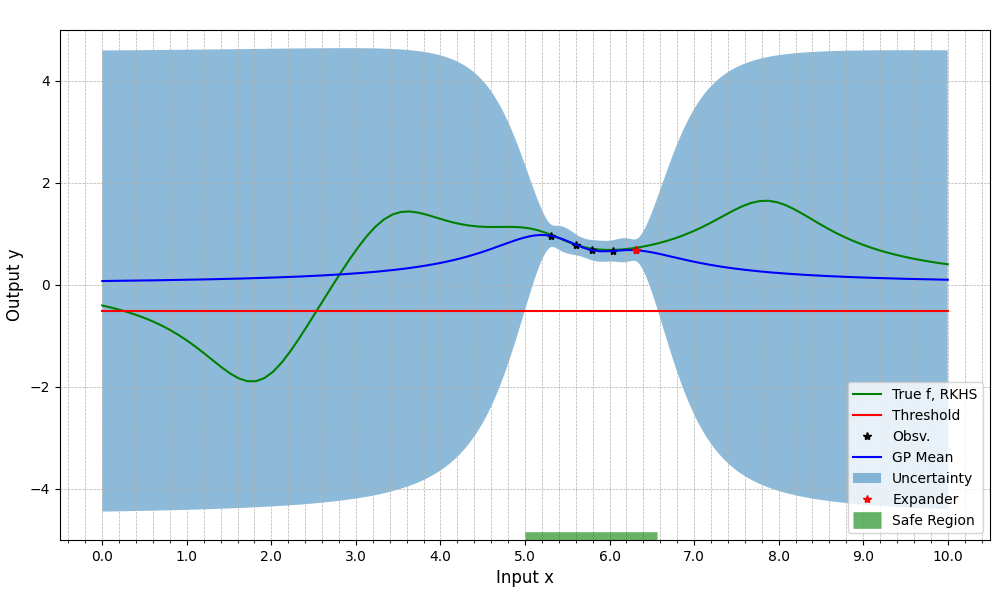 4
2
0
−2
−4
Output y
0.0 1.0 2.0 3.0 4.0 5.0 6.0 7.0 8.0 9.0 10.0
Input x
True f, RKHS
Threshold
Obsv.
GP Mean
Uncertainty
Expander
Safe Region